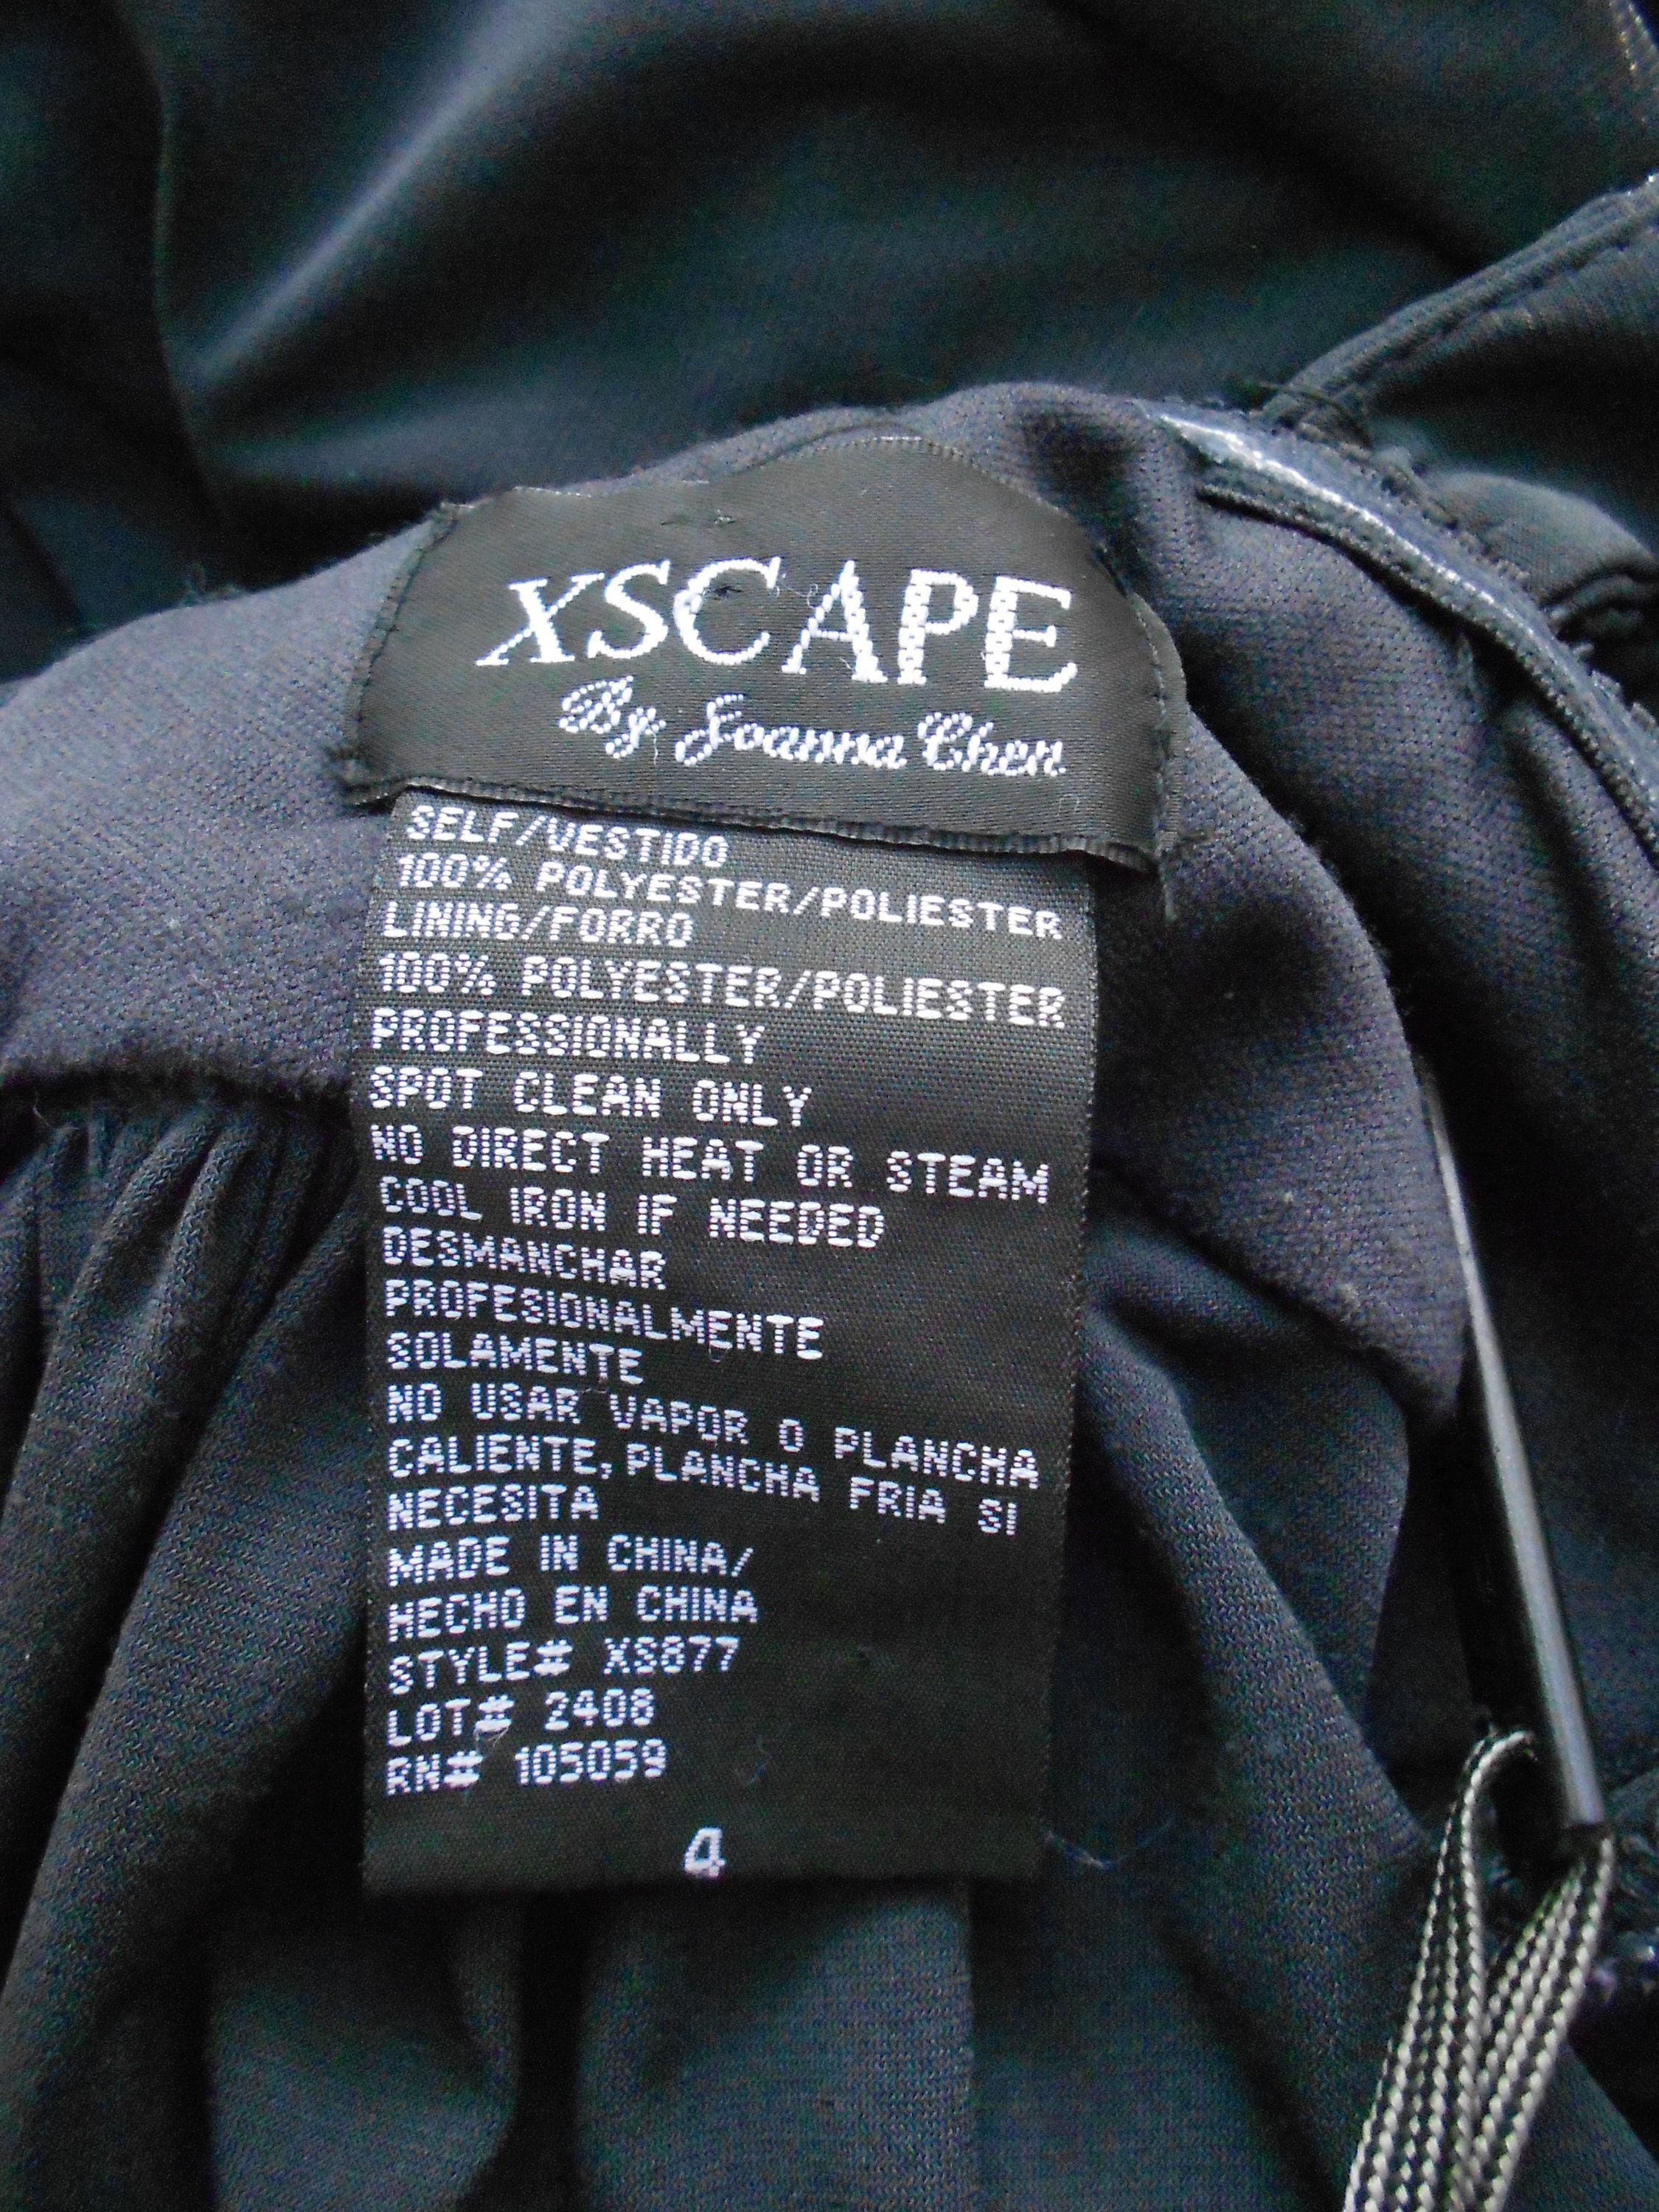 XSCAPE
By Joanna Chen
SELF/VESTIDO
100% POLYESTER/POLIESTER
LINING/FORRO
100% POLYESTER/POLIESTER
PROFESSIONALLY
SPOT CLEAN ONLY
NO DIRECT HEAT OR STEAM
COOL IRON IF NEEDED
DESMANCHAR
PROFESIONALMENTE
SOLAMENTE
NO USAR VAPOR O PLANCHA
CALIENTE, PLANCHA FRIA SI
NECESITA
MADE IN CHINA/
HECHO EN CHINA
STYLE# XS877
LOT# 2408
RN# 105059
4